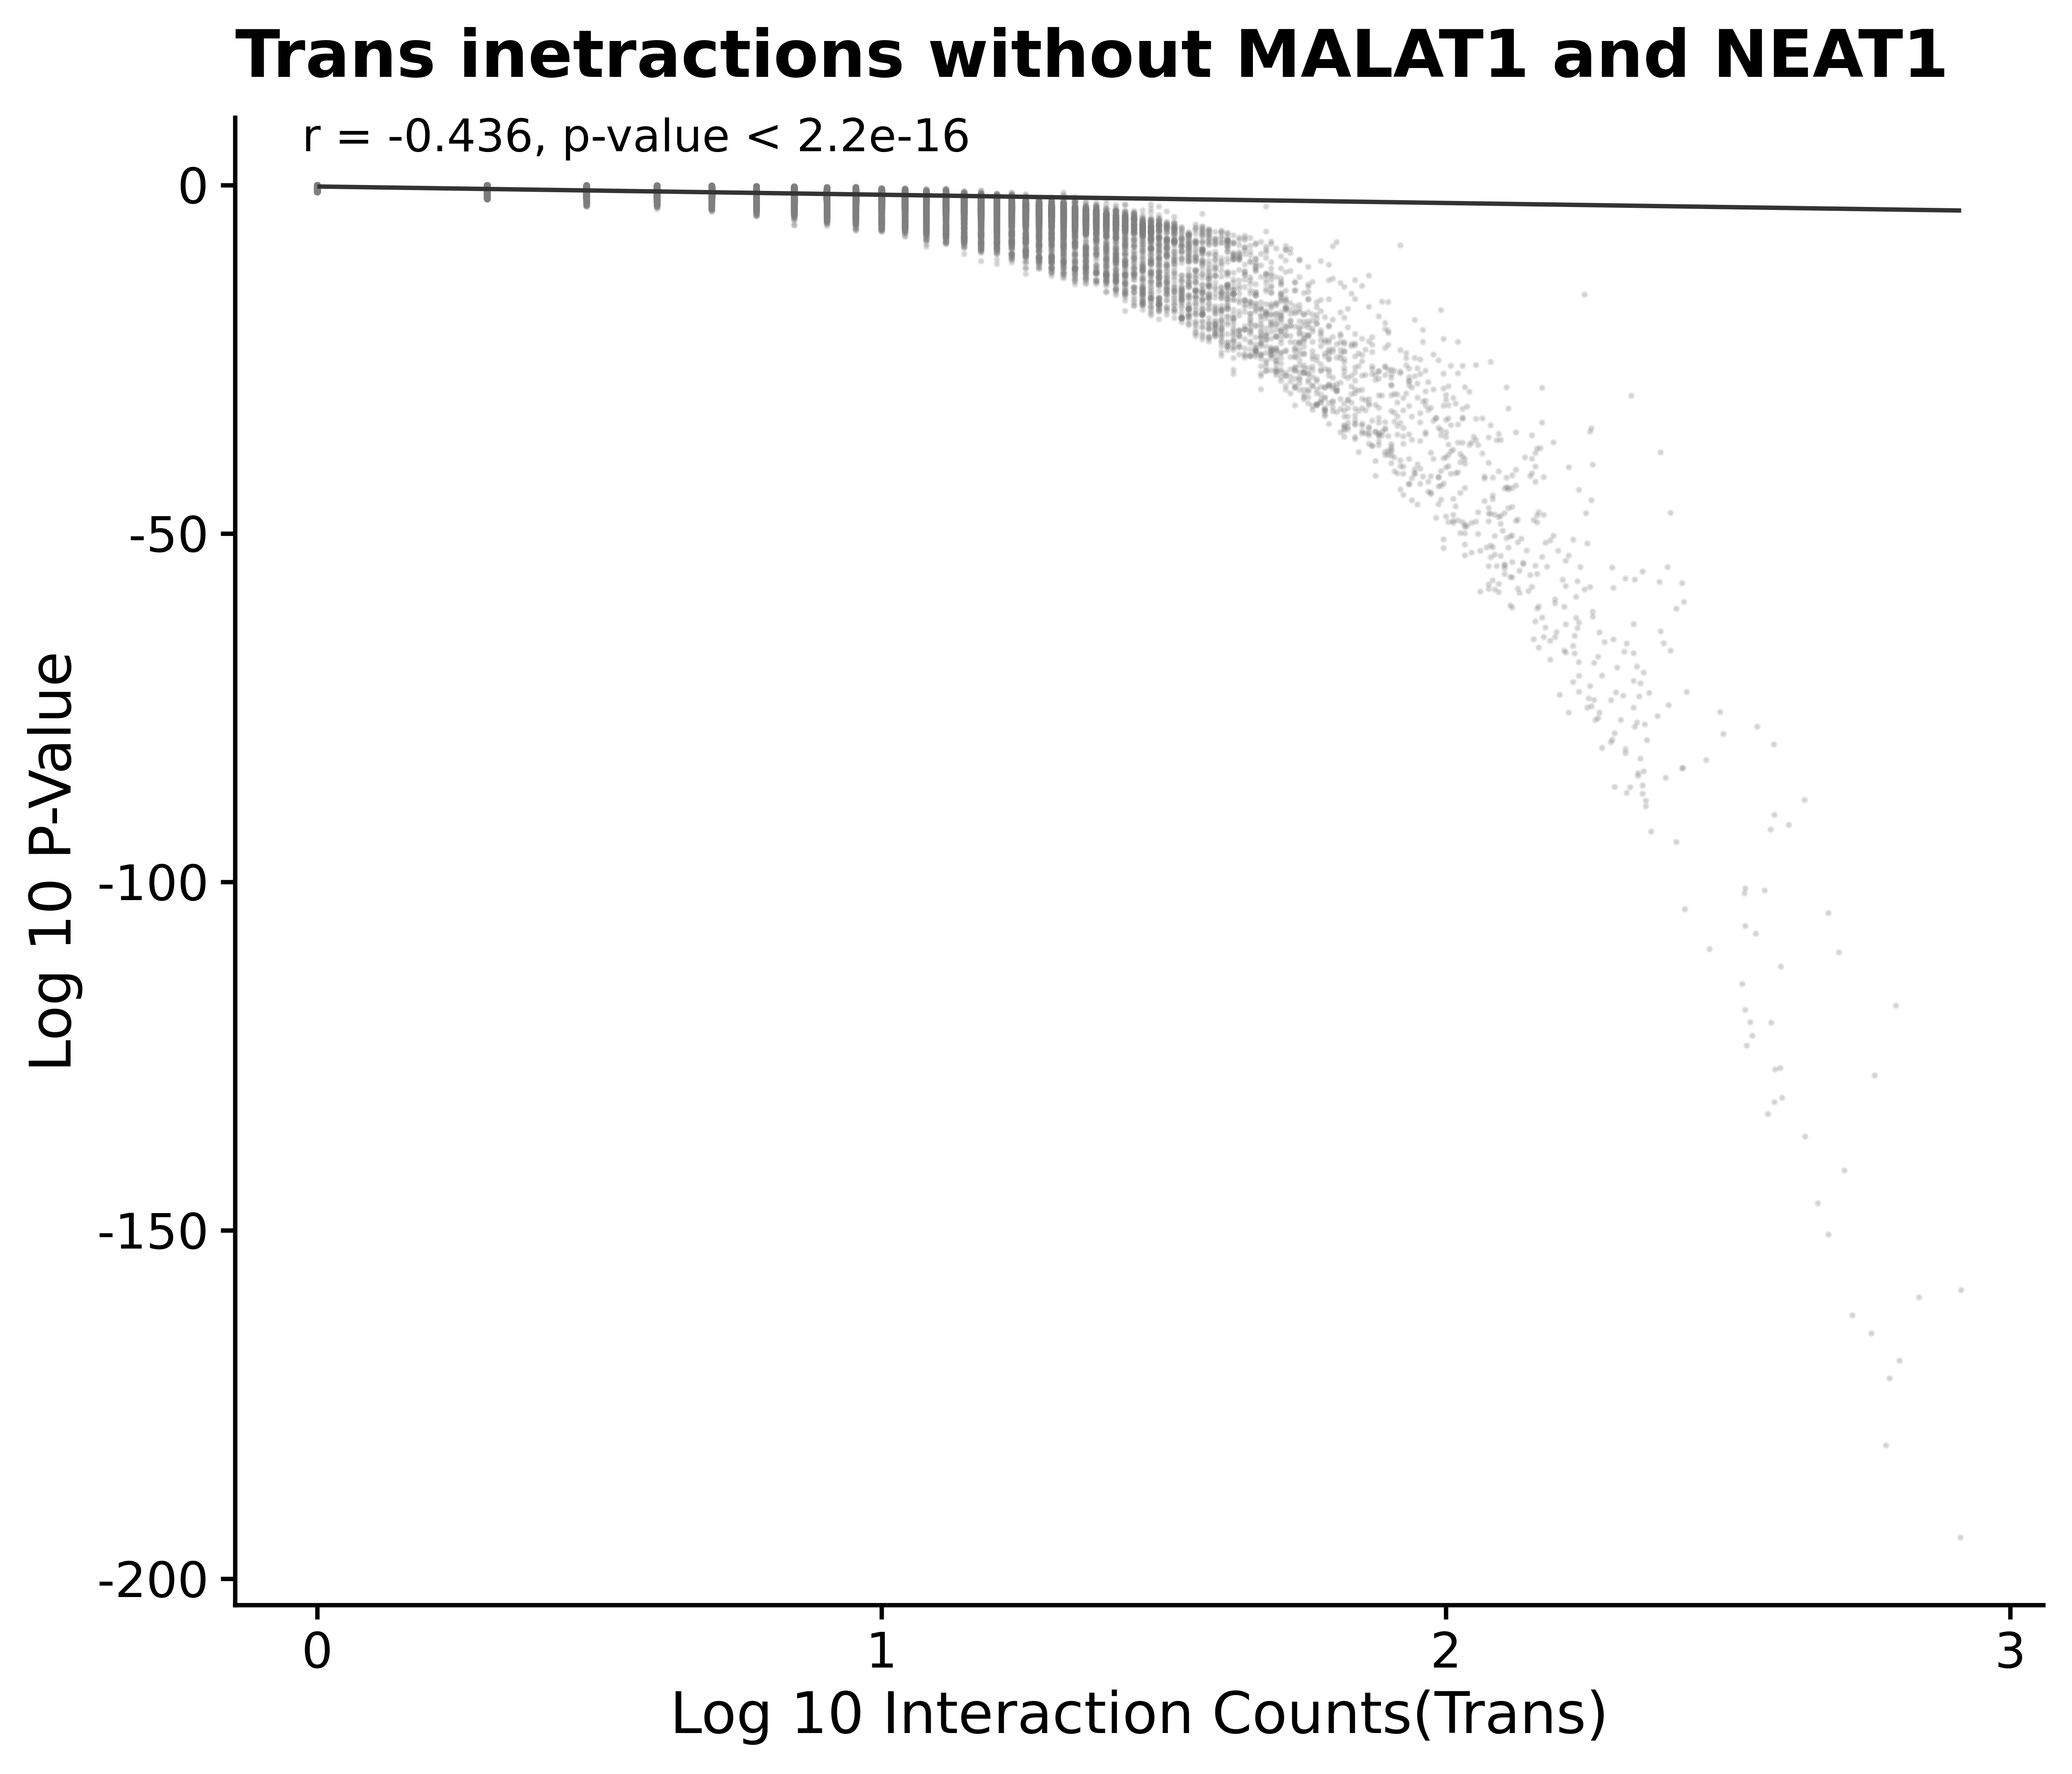 Trans inetractions without MALAT1 and NEAT1
r = -0.436, p-value < 2.2e-16
0
-50
-100
-150
-200
Log 10 P-Value
0 1 2 3
Log 10 Interaction Counts(Trans)